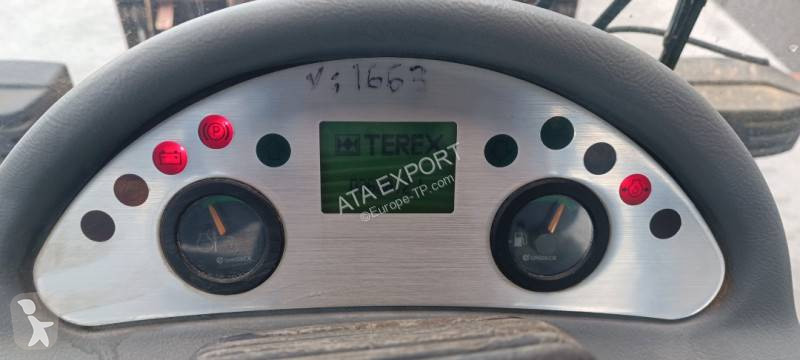 V: 1663
P
TEREX
ATA EXPORT
©Europe-TP.com